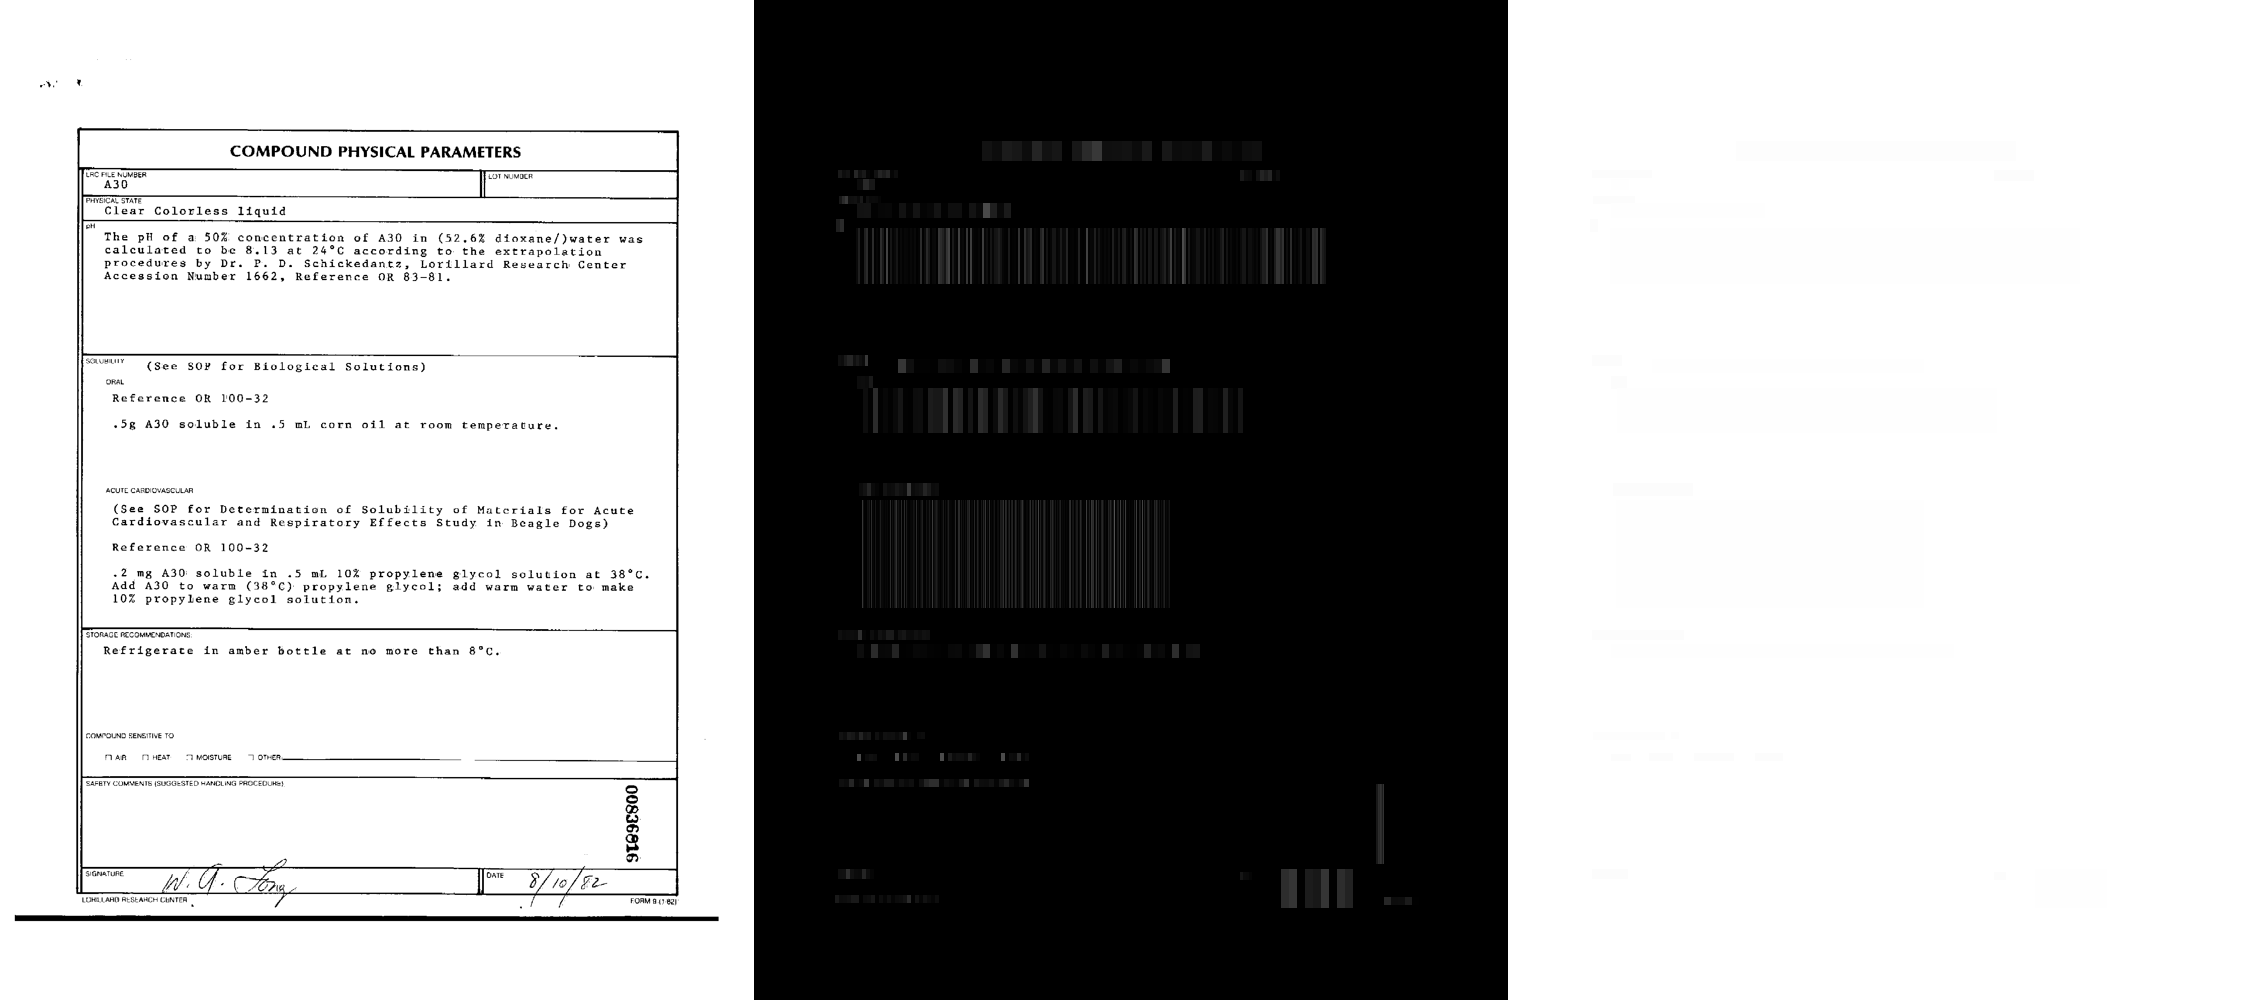 COMPOUND PHYSICAL PARAMETERS
LRC FILE NUMBER
A30
LOT NUMBER
PHYSICAL STATE
Clear Colorless liquid
pH
The pH of a 50% concentration of A30 in (52.6% dioxane/)water was
calculated to be 8.13 at 24°C according to the extrapolation
procedures by Dr. P. D. Schickedantz, Lorillard Research Center
Accession Number 1662, Reference OR 83-81.
SOLUBILITY
(See SOP for Biological Solutions)
ORAL
Reference OR 100-32
.5g A30 soluble in .5 mL corn oil at room temperature.
ACUTE CARDIOVASCULAR
(See SOP for Determination of Solubility of Materials for Acute
Cardiovascular and Respiratory Effects Study in Beagle Dogs)
Reference OR 100-32
.2 mg A30 soluble in .5 mL 10% propylene glycol solution at 38°C.
Add A30 to warm (38°C) propylene glycol; add warm water to make
10% propylene glycol solution.
STORAGE RECOMMENDATIONS:
Refrigerate in amber bottle at no more than 8°C.
COMPOUND SENSITIVE TO
AIR HEAT MOISTURE OTHER
SAFETY COMMENTS (SUGGESTED HANDLING PROCEDURE)
00836816
SIGNATURE
W. A. Long
DATE
8/10/82
LORILLARD RESEARCH CENTER
FORM 9 (1-82)